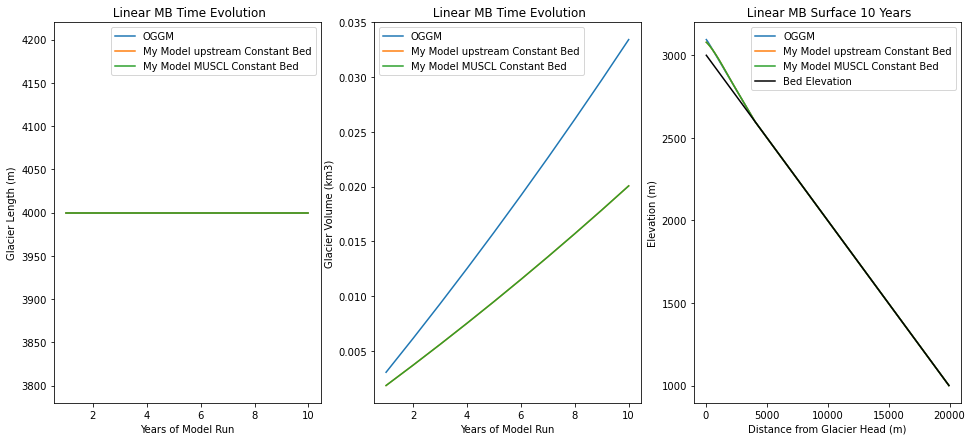 Linear MB Time Evolution
OGGM
My Model upstream Constant Bed
My Model MUSCL Constant Bed
4200
4150
4100
4050
4000
3950
3900
3850
3800
Glacier Length (m)
2
4
6
8
10
Years of Model Run
Linear MB Time Evolution
OGGM
My Model upstream Constant Bed
My Model MUSCL Constant Bed
0.035
0.030
0.025
0.020
0.015
0.010
0.005
Glacier Volume (km3)
2
4
6
8
10
Years of Model Run
Linear MB Surface 10 Years
OGGM
My Model upstream Constant Bed
My Model MUSCL Constant Bed
Bed Elevation
3000
2500
2000
1500
1000
Elevation (m)
0
5000
10000
15000
20000
Distance from Glacier Head (m)